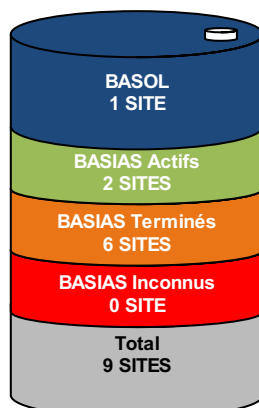 BASOL
1 SITE
BASIAS Actifs
2 SITES
BASIAS Terminés
6 SITES
BASIAS Inconnus
0 SITE
Total
9 SITES